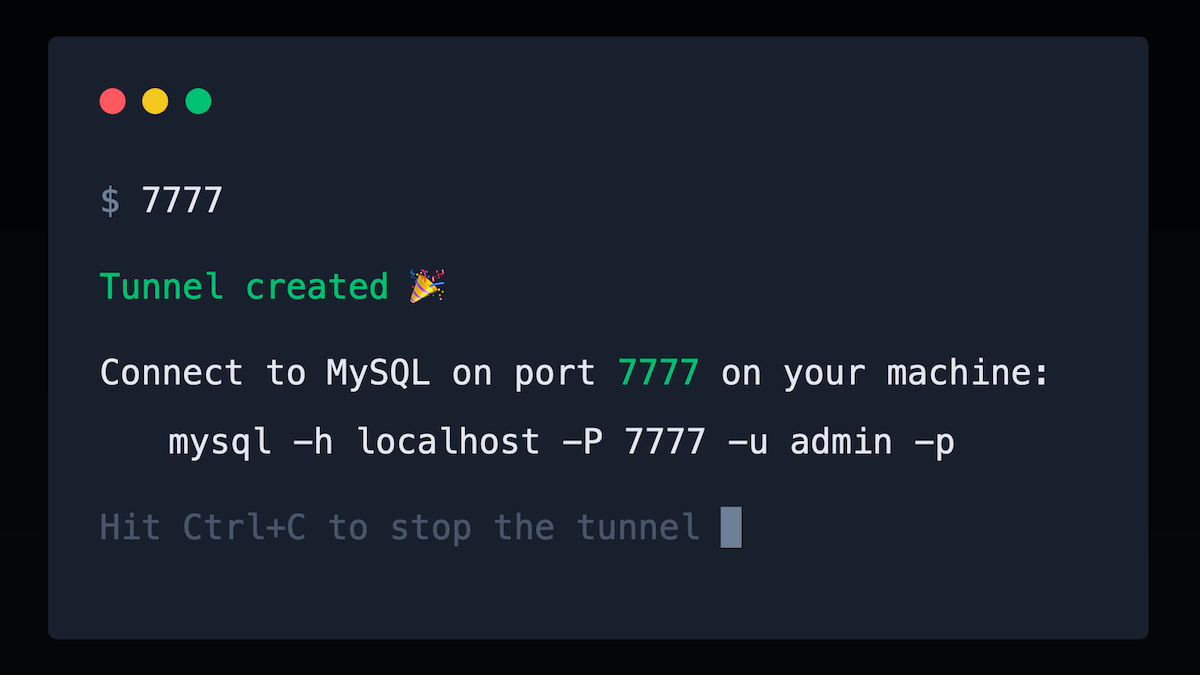 $ 7777
Tunnel created 🎉
Connect to MySQL on port 7777 on your machine:
mysql -h localhost -P 7777 -u admin -p
Hit Ctrl+C to stop the tunnel